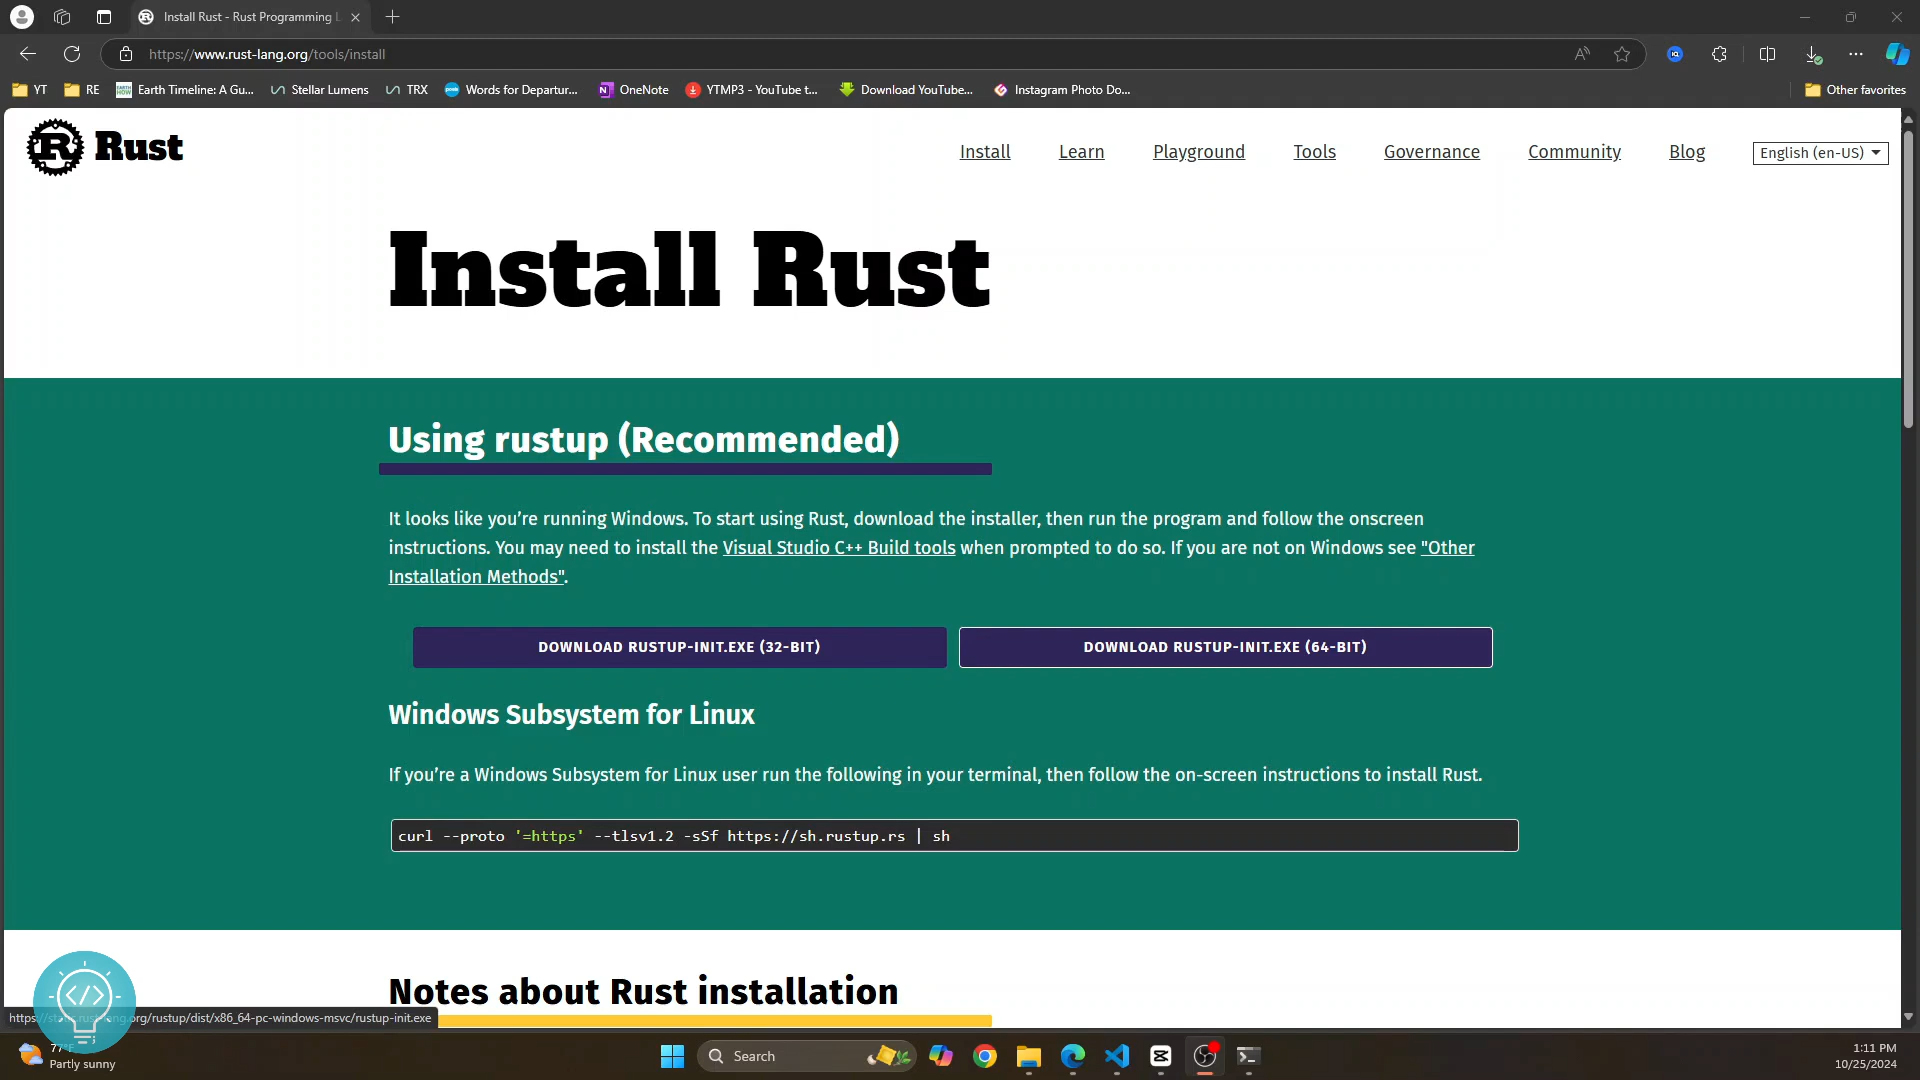 Install Rust - Rust Programming L
https://www.rust-lang.org/tools/install
YT
RE
Earth Timeline: A Gu...
Stellar Lumens
TRX
Words for Departur...
OneNote
YTMP3 - YouTube t...
Download YouTube...
Instagram Photo Do...
Other favorites
Rust
Install
Learn
Playground
Tools
Governance
Community
Blog
English (en-US)
Install Rust
Using rustup (Recommended)
It looks like you’re running Windows. To start using Rust, download the installer, then run the program and follow the onscreen
instructions. You may need to install the Visual Studio C++ Build tools when prompted to do so. If you are not on Windows see "Other
Installation Methods".
DOWNLOAD RUSTUP-INIT.EXE (32-BIT)
DOWNLOAD RUSTUP-INIT.EXE (64-BIT)
Windows Subsystem for Linux
If you’re a Windows Subsystem for Linux user run the following in your terminal, then follow the on-screen instructions to install Rust.
curl --proto '=https' --tlsv1.2 -sSf https://sh.rustup.rs | sh
Notes about Rust installation
https://static.rust-lang.org/rustup/dist/x86_64-pc-windows-msvc/rustup-init.exe
77°F
Partly sunny
Search
1:11 PM
10/25/2024